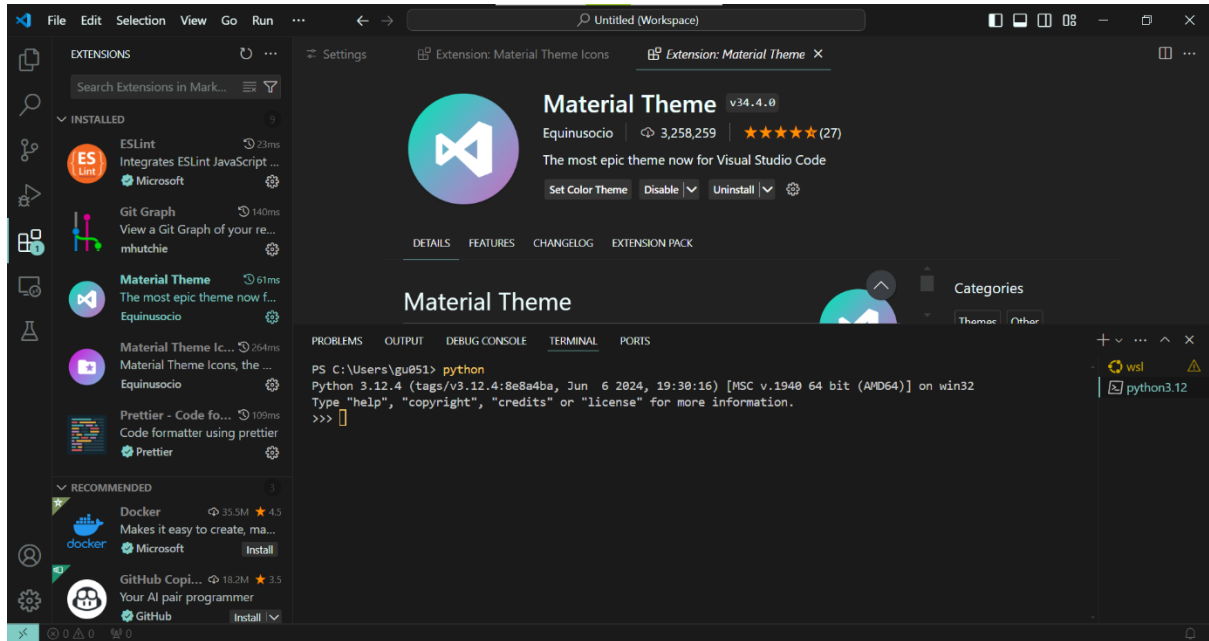 File Edit Selection View Go Run ···
Untitled (Workspace)
EXTENSIONS
Search Extensions in Mark...
INSTALLED 9
ESLint 23ms
Integrates ESLint JavaScript ...
Microsoft
ES
Lint
Git Graph 140ms
View a Git Graph of your re...
mhutchie
1
Material Theme 61ms
The most epic theme now f...
Equinusocio
Material Theme Ic... 264ms
Material Theme Icons, the ...
Equinusocio
Prettier - Code fo... 109ms
Code formatter using prettier
Prettier
RECOMMENDED 3
Docker 35.5M 4.5
Makes it easy to create, ma...
Microsoft Install
docker
GitHub Copi... 18.2M 3.5
Your AI pair programmer
GitHub Install
Settings Extension: Material Theme Icons Extension: Material Theme
Material Theme v34.4.0
Equinusocio 3,258,259 (27)
The most epic theme now for Visual Studio Code
Set Color Theme Disable Uninstall
DETAILS FEATURES CHANGELOG EXTENSION PACK
Material Theme
Categories
Themes Other
PROBLEMS OUTPUT DEBUG CONSOLE TERMINAL PORTS
PS C:\Users\gu051> python
Python 3.12.4 (tags/v3.12.4:8e8a4ba, Jun  6 2024, 19:30:16) [MSC v.1940 64 bit (AMD64)] on win32
Type "help", "copyright", "credits" or "license" for more information.
>>>
wsl
python3.12
0 0 0